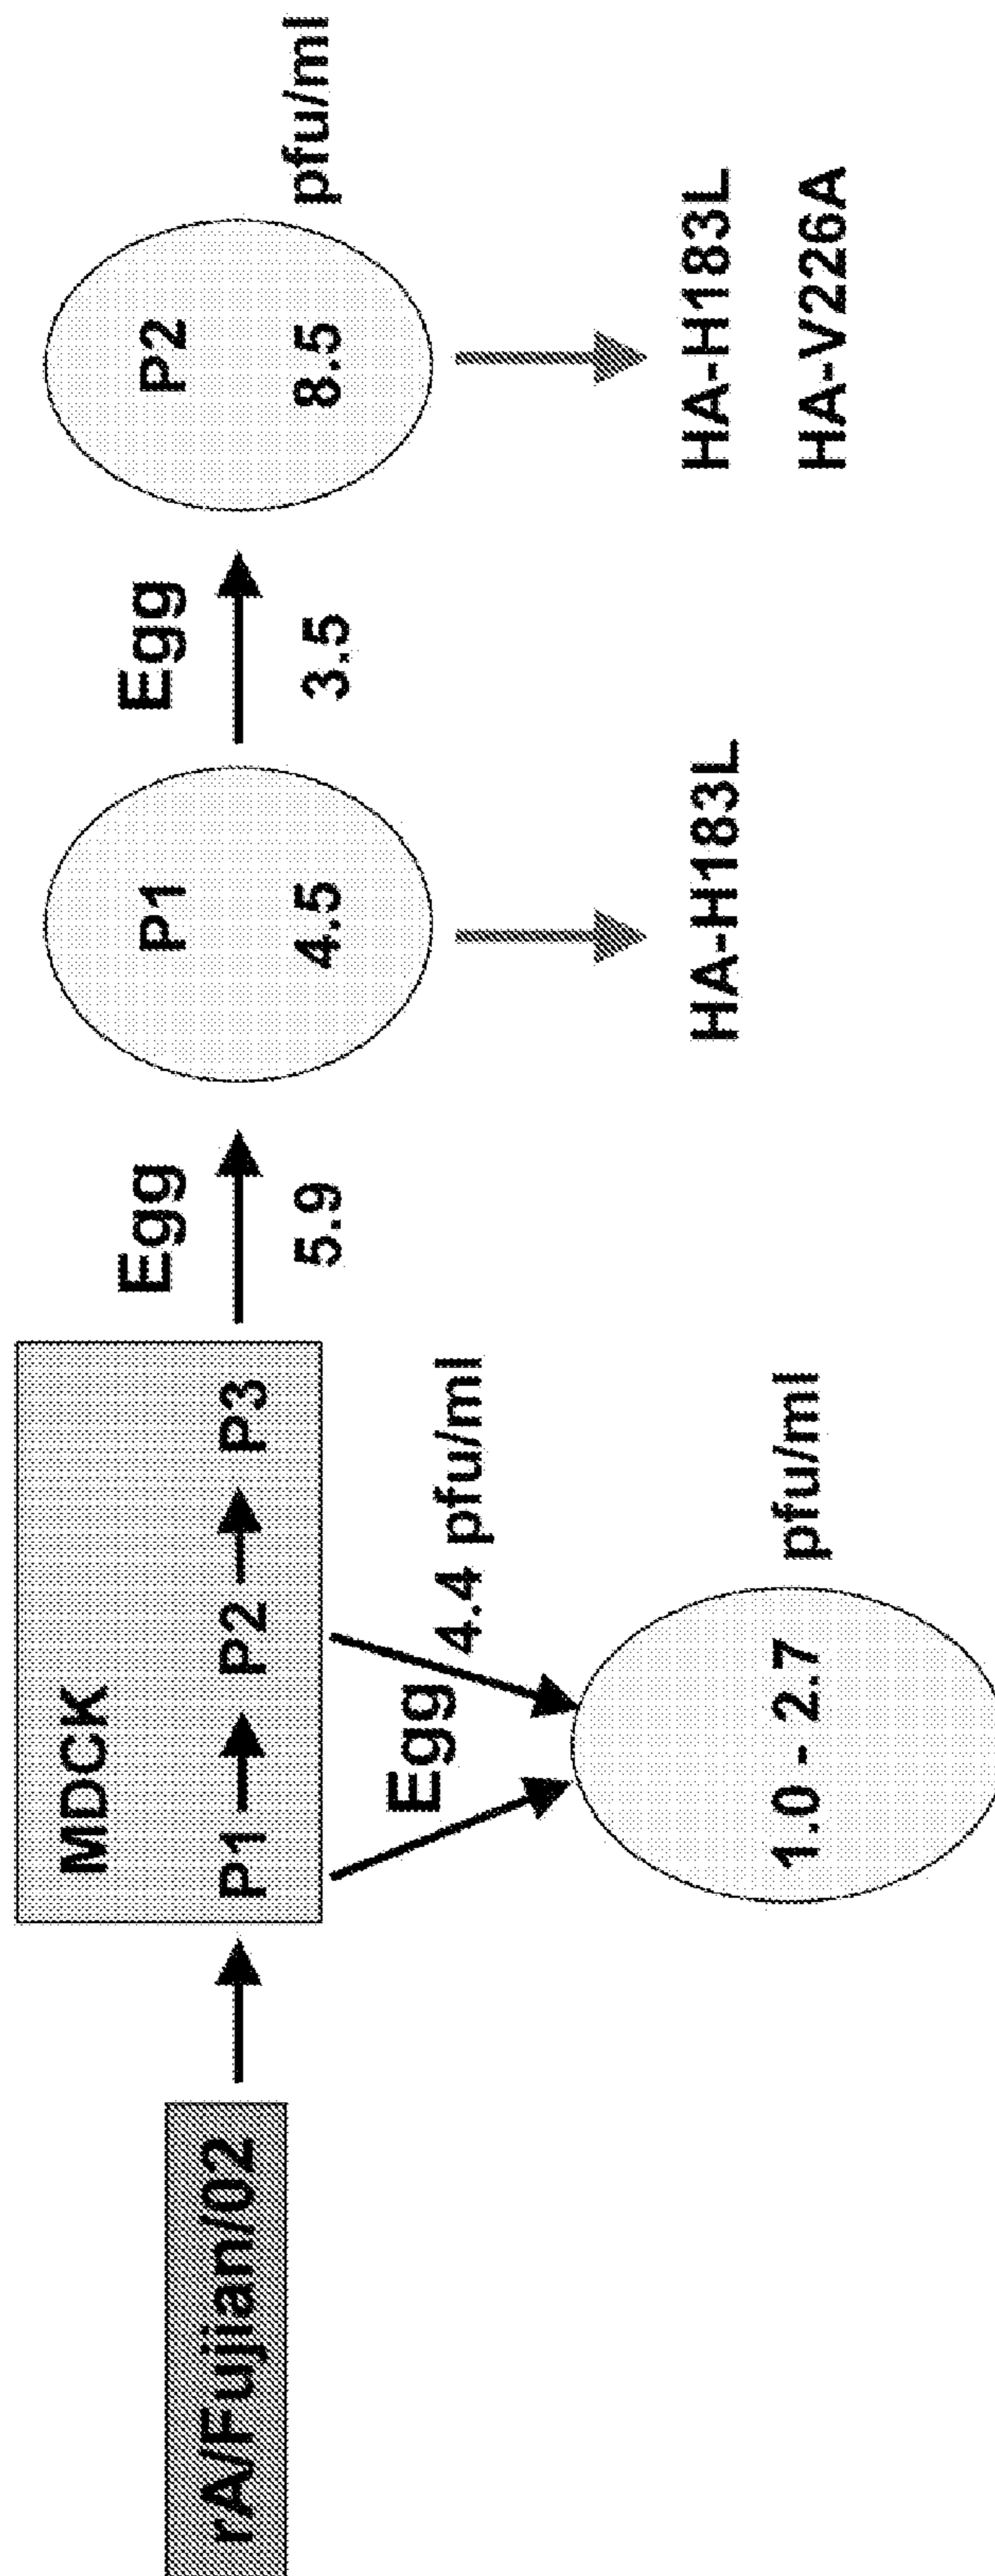 rA/Fujian/02
MDCK
P1
P2
P3
Egg
4.4 pfu/ml
1.0 - 2.7
pfu/ml
Egg
5.9
P1
4.5
HA-H183L
Egg
3.5
P2
8.5
pfu/ml
HA-H183L
HA-V226A